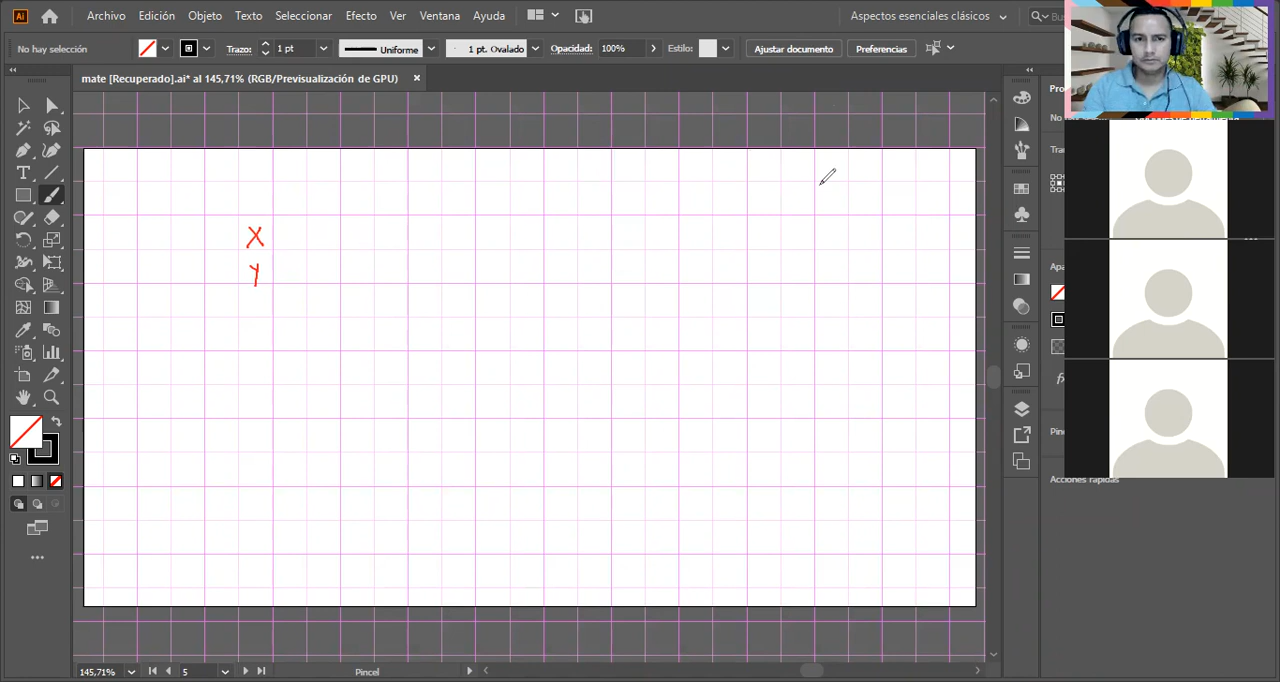 Ai Archivo Edición Objeto Texto Seleccionar Efecto Ver Ventana Ayuda Aspectos esenciales clásicos
No hay selección Trazo: 1 pt Uniforme 1 pt. Ovalado Opacidad: 100% Estilo: Ajustar documento Preferencias
mate [Recuperado].ai* al 145,71% (RGB/Previsualización de GPU) ×
X
y
Acciones rápidas
145,71% 5 Pincel